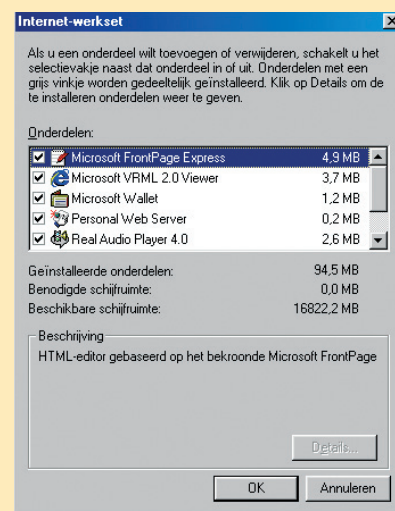 Internet-werkset
Als u een onderdeel wilt toevoegen of verwijderen, schakelt u het
selectievakje naast dat onderdeel in of uit. Onderdelen met een
grijs vinkje worden gedeeltelijk geïnstalleerd. Klik op Details om de
te installeren onderdelen weer te geven.
Onderdelen:
Microsoft FrontPage Express 4,9 MB
Microsoft VRML 2.0 Viewer 3,7 MB
Microsoft Wallet 1,2 MB
Personal Web Server 0,2 MB
Real Audio Player 4.0 2,6 MB
Geïnstalleerde onderdelen: 94,5 MB
Benodigde schijfruimte: 0,0 MB
Beschikbare schijfruimte: 16822,2 MB
Beschrijving
HTML-editor gebaseerd op het bekroonde Microsoft FrontPage
Details...
OK Annuleren